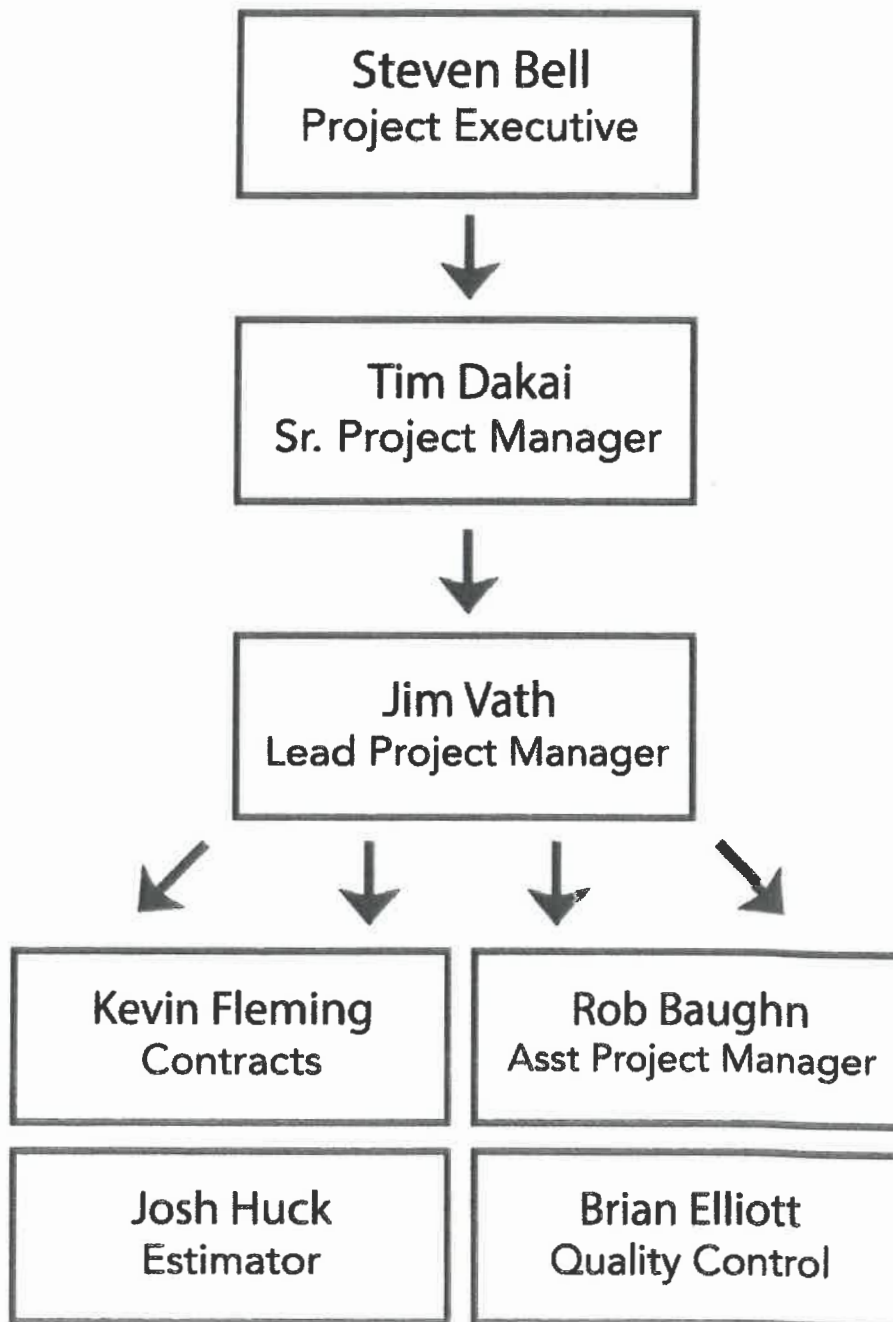 Steven Bell
Project Executive
Tim Dakai
Sr. Project Manager
Jim Vath
Lead Project Manager
Kevin Fleming
Contracts
Rob Baughn
Asst Project Manager
Josh Huck
Estimator
Brian Elliott
Quality Control